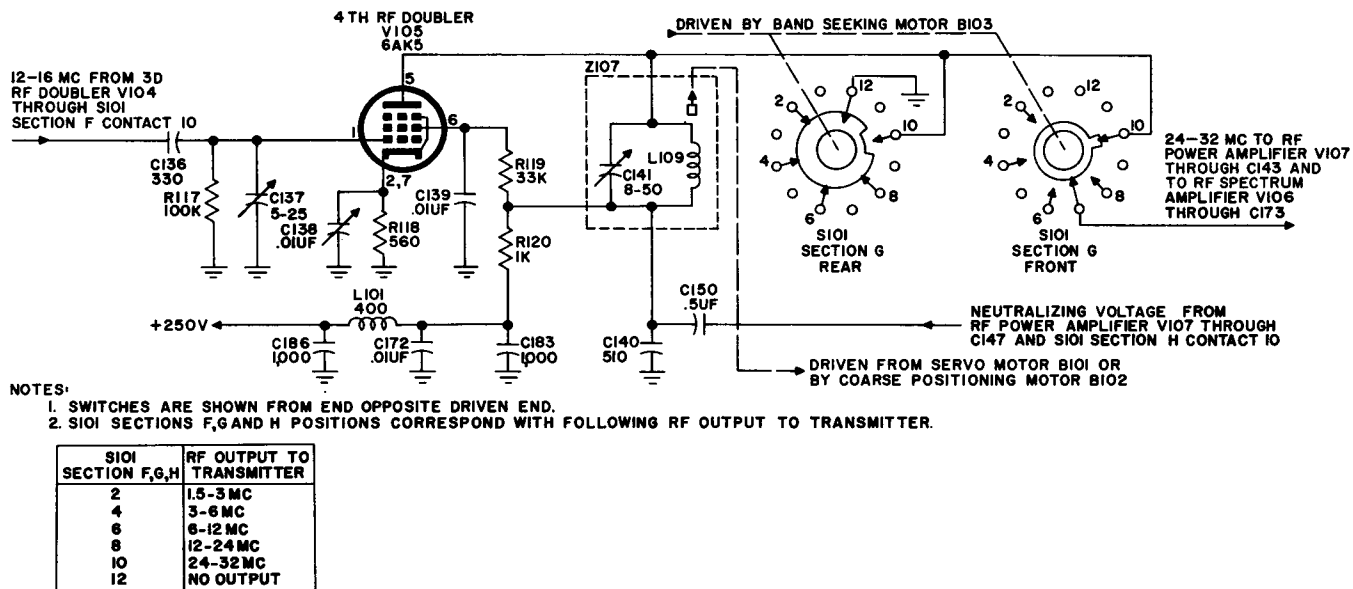 4TH RF DOUBLER
V105
6AK5
DRIVEN BY BAND SEEKING MOTOR B103
12-16 MC FROM 3D
RF DOUBLER V104
THROUGH S101
SECTION F CONTACT 10
C136
330
R117
100K
C137
5-25
C138
.01UF
R118
560
C139
.01UF
1
5
6
2,7
R119
33K
R120
1K
Z107
C141
8-50
L109
2
4
6
8
10
12
S101
SECTION G
REAR
2
4
6
8
10
12
S101
SECTION G
FRONT
24-32 MC TO RF
POWER AMPLIFIER V107
THROUGH C143 AND
TO RF SPECTRUM
AMPLIFIER V106
THROUGH C173
+250V
L101
400
C186
1,000
C172
.01UF
C183
1,000
C140
510
C150
.5UF
NEUTRALIZING VOLTAGE FROM
RF POWER AMPLIFIER V107 THROUGH
C147 AND S101 SECTION H CONTACT 10
DRIVEN FROM SERVO MOTOR B101 OR
BY COARSE POSITIONING MOTOR B102
NOTES:
1. SWITCHES ARE SHOWN FROM END OPPOSITE DRIVEN END.
2. S101 SECTIONS F,G AND H POSITIONS CORRESPOND WITH FOLLOWING RF OUTPUT TO TRANSMITTER.
S101 SECTION F,G,H RF OUTPUT TO TRANSMITTER
2 1.5-3 MC
4 3-6 MC
6 6-12 MC
8 12-24 MC
10 24-32 MC
12 NO OUTPUT